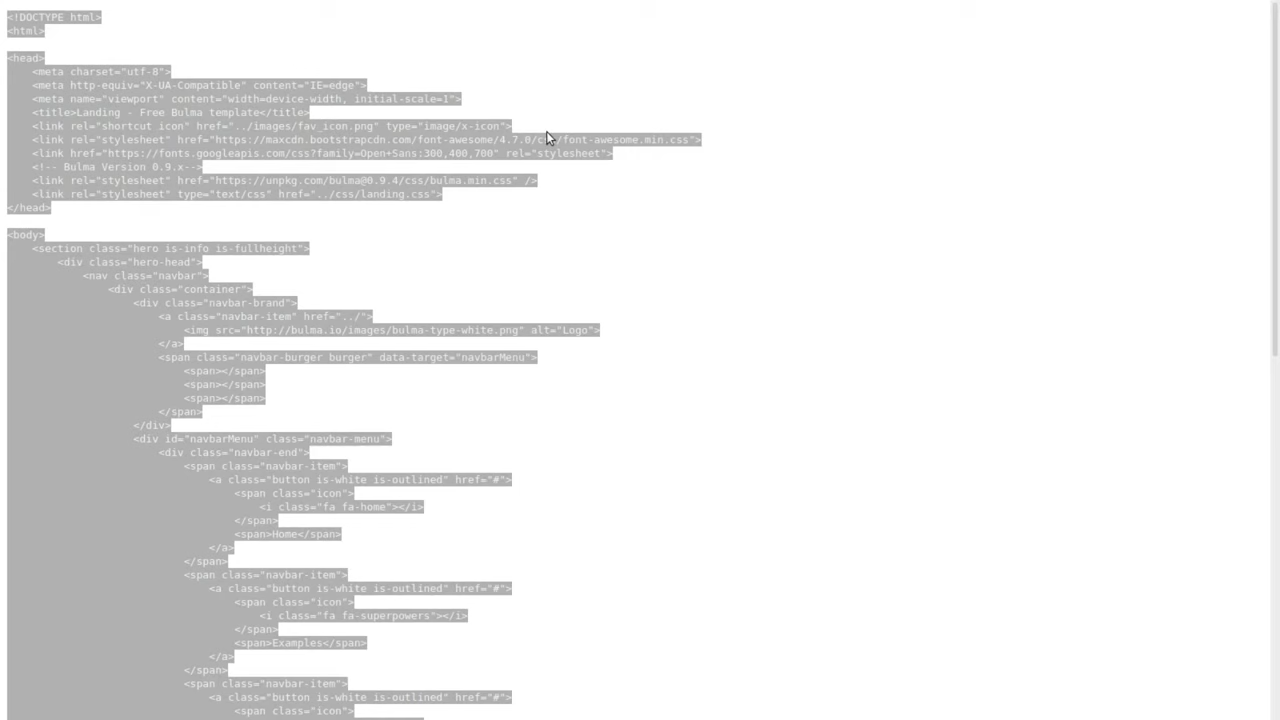 <!DOCTYPE html>
<html>
<head>
<meta charset="utf-8">
<meta http-equiv="X-UA-Compatible" content="IE=edge">
<meta name="viewport" content="width=device-width, initial-scale=1">
<title>Landing - Free Bulma template</title>
<link rel="shortcut icon" href="../images/fav_icon.png" type="image/x-icon">
<link rel="stylesheet" href="https://maxcdn.bootstrapcdn.com/font-awesome/4.7.0/css/font-awesome.min.css">
<link href="https://fonts.googleapis.com/css?family=Open+Sans:300,400,700" rel="stylesheet">
<!-- Bulma Version 0.9.x-->
<link rel="stylesheet" href="https://unpkg.com/bulma@0.9.4/css/bulma.min.css" />
<link rel="stylesheet" type="text/css" href="../css/landing.css">
</head>
<body>
<section class="hero is-info is-fullheight">
<div class="hero-head">
<nav class="navbar">
<div class="container">
<div class="navbar-brand">
<a class="navbar-item" href="../">
<img src="http://bulma.io/images/bulma-type-white.png" alt="Logo">
</a>
<span class="navbar-burger burger" data-target="navbarMenu">
<span></span>
<span></span>
<span></span>
</span>
</div>
<div id="navbarMenu" class="navbar-menu">
<div class="navbar-end">
<span class="navbar-item">
<a class="button is-white is-outlined" href="#">
<span class="icon">
<i class="fa fa-home"></i>
</span>
<span>Home</span>
</a>
</span>
<span class="navbar-item">
<a class="button is-white is-outlined" href="#">
<span class="icon">
<i class="fa fa-superpowers"></i>
</span>
<span>Examples</span>
</a>
</span>
<span class="navbar-item">
<a class="button is-white is-outlined" href="#">
<span class="icon">